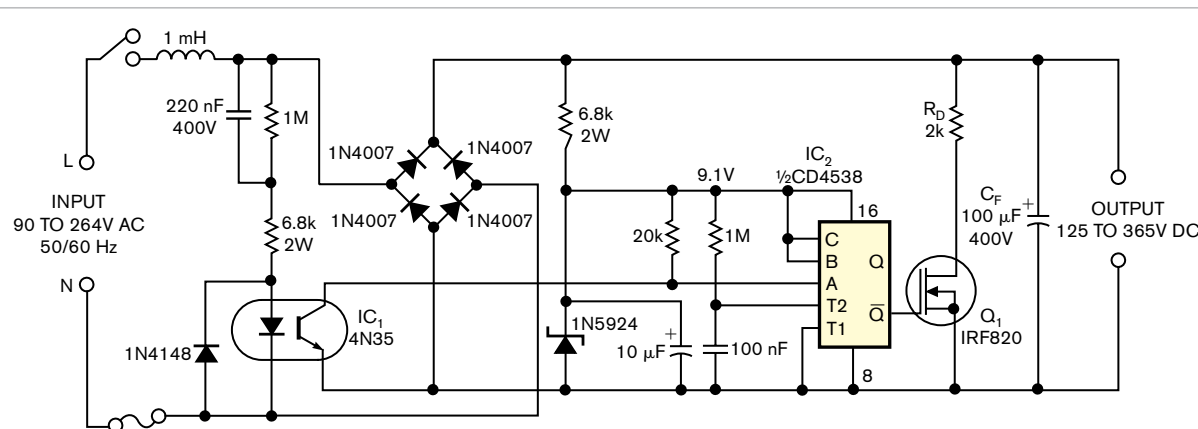 1 mH
220 nF
400V
1M
L
INPUT
90 TO 264V AC
50/60 Hz
N
6.8k
2W
1N4148
IC1
4N35
1N4007
1N4007
1N4007
1N4007
6.8k
2W
9.1V
20k
1M
1N5924
+
10 µF
100 nF
IC2
½CD4538
16
C
B
A
T2
T1
Q
Q̅
8
RD
2k
Q1
IRF820
CF
100 µF
400V
+
OUTPUT
125 TO 365V DC